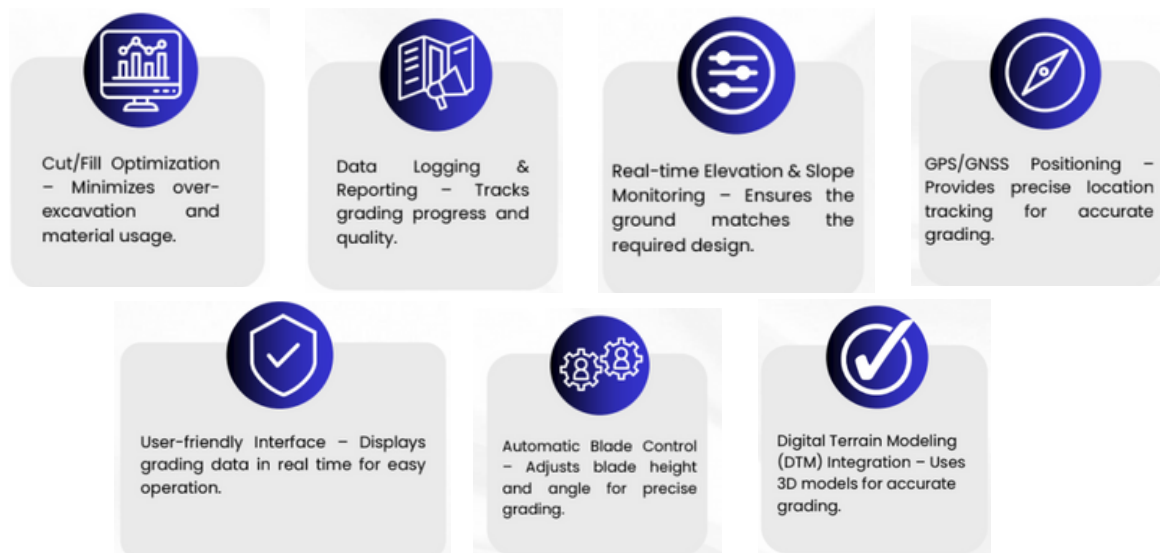 Cut/Fill Optimization
– Minimizes over-
excavation and
material usage.
Data Logging &
Reporting – Tracks
grading progress and
quality.
Real-time Elevation & Slope
Monitoring – Ensures the
ground matches the
required design.
GPS/GNSS Positioning –
Provides precise location
tracking for accurate
grading.
User-friendly Interface – Displays
grading data in real time for easy
operation.
Automatic Blade Control
– Adjusts blade height
and angle for precise
grading.
Digital Terrain Modeling
(DTM) Integration – Uses
3D models for accurate
grading.